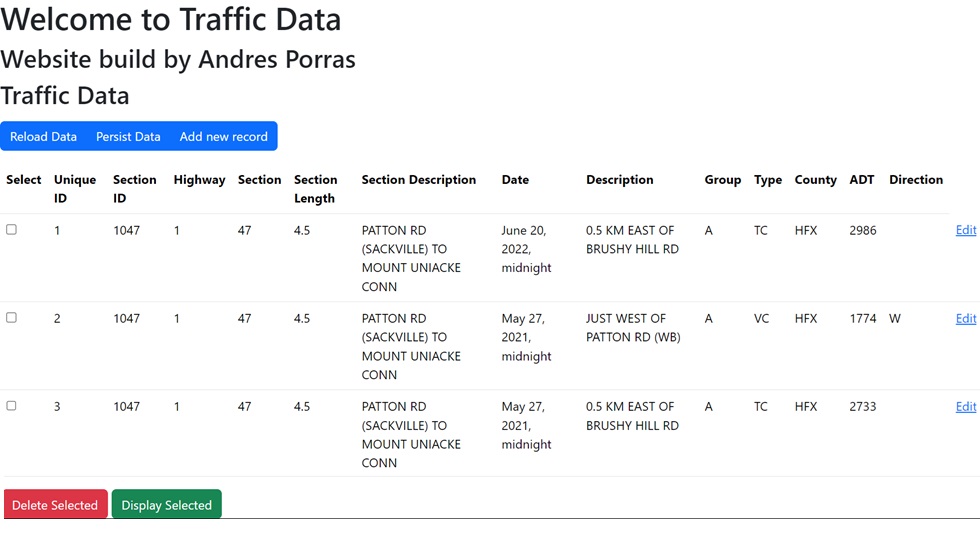 Welcome to Traffic Data
Website build by Andres Porras
Traffic Data
Reload Data Persist Data Add new record
Select Unique ID Section ID Highway Section Section Length Section Description Date Description Group Type County ADT Direction
1 1047 1 47 4.5 PATTON RD (SACKVILLE) TO MOUNT UNIACKE CONN June 20, 2022, midnight 0.5 KM EAST OF BRUSHY HILL RD A TC HFX 2986 Edit
2 1047 1 47 4.5 PATTON RD (SACKVILLE) TO MOUNT UNIACKE CONN May 27, 2021, midnight JUST WEST OF PATTON RD (WB) A VC HFX 1774 W Edit
3 1047 1 47 4.5 PATTON RD (SACKVILLE) TO MOUNT UNIACKE CONN May 27, 2021, midnight 0.5 KM EAST OF BRUSHY HILL RD A TC HFX 2733 Edit
Delete Selected Display Selected